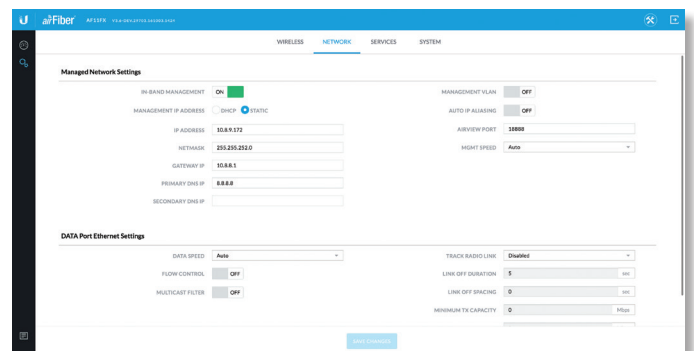 U airFiber® AF11FX
WIRELESS NETWORK SERVICES SYSTEM
Managed Network Settings
IN-BAND MANAGEMENT ON
MANAGEMENT IP ADDRESS DHCP STATIC
IP ADDRESS 10.8.9.172
NETMASK 255.255.252.0
GATEWAY IP 10.8.8.1
PRIMARY DNS IP 8.8.8.8
SECONDARY DNS IP
MANAGEMENT VLAN OFF
AUTO IP ALIASING OFF
AIRVIEW PORT 18888
MGMT SPEED Auto
DATA Port Ethernet Settings
DATA SPEED Auto
FLOW CONTROL OFF
MULTICAST FILTER OFF
TRACK RADIO LINK Disabled
LINK OFF DURATION 5 sec
LINK OFF SPACING 0 sec
MINIMUM TX CAPACITY 0 Mbps
SAVE CHANGES